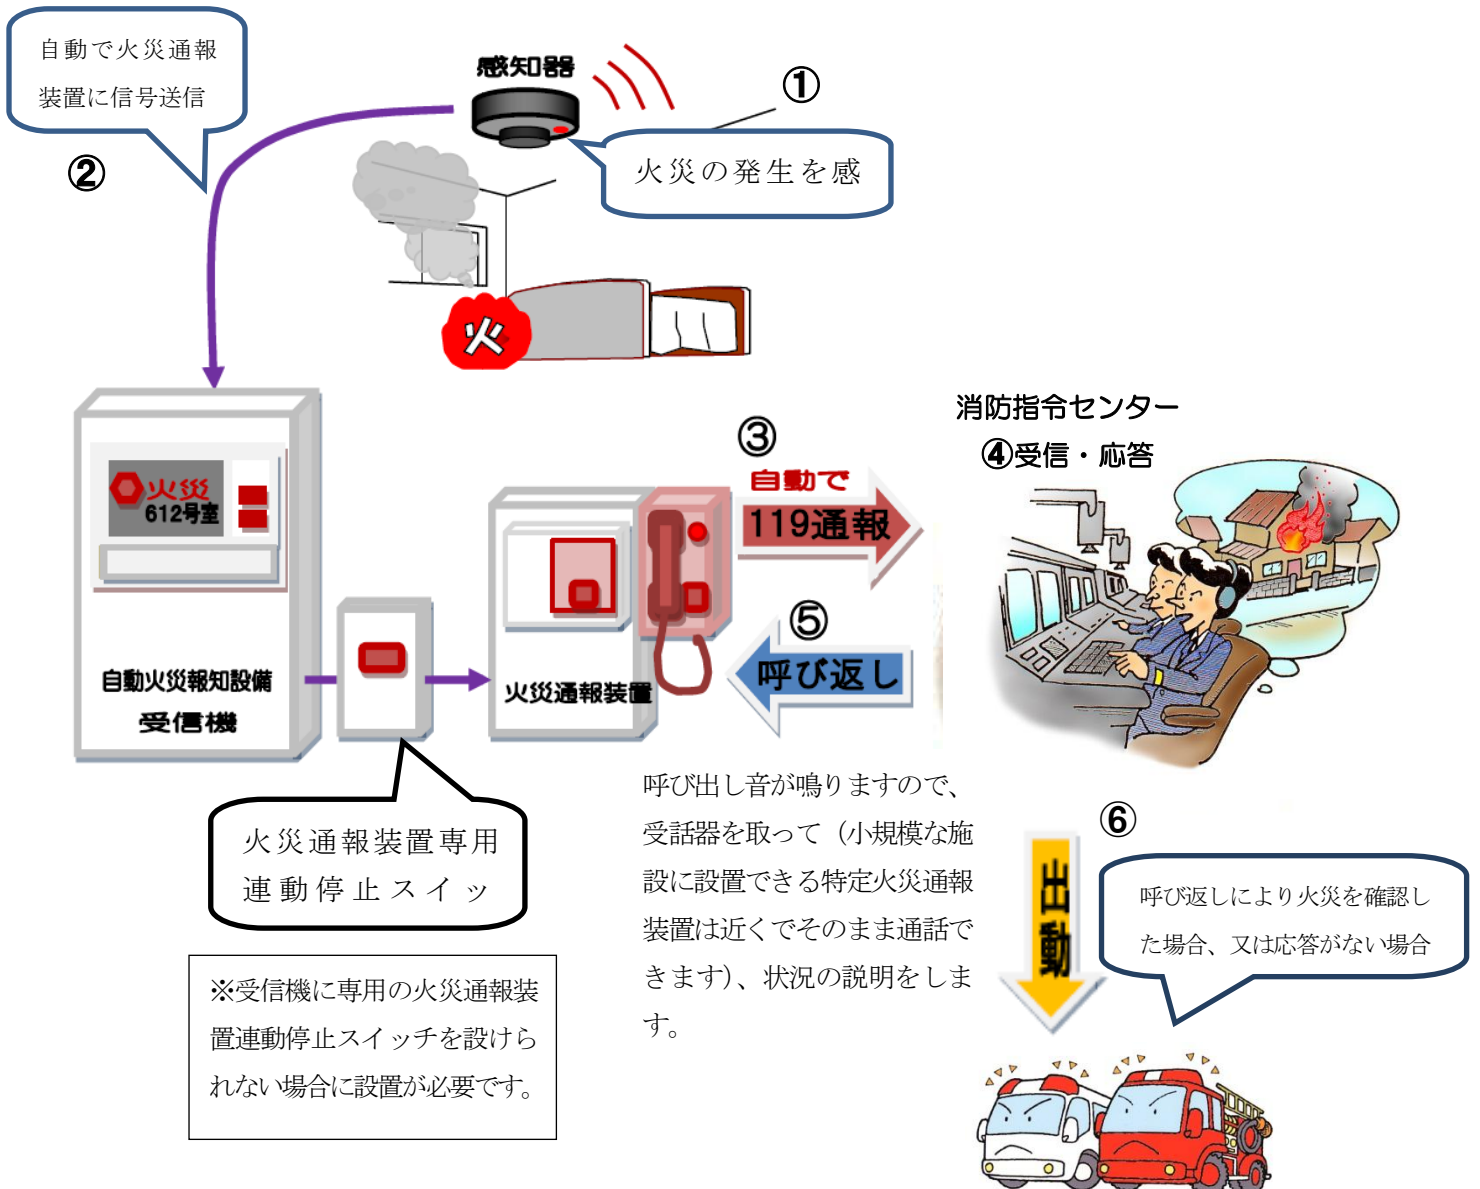 自動で火災通報
装置に信号送信
②
感知器
①
火災の発生を感
火
火災
612号室
自動火災報知設備
受信機
火災通報装置
③
自動で
119通報
消防指令センター
④受信・応答
⑤
呼び返し
火災通報装置専用
連動停止スイッ
※受信機に専用の火災通報装
置連動停止スイッチを設けら
れない場合に設置が必要です。
呼び出し音が鳴りますので、
受話器を取って（小規模な施
設に設置できる特定火災通報
装置は近くでそのまま通話で
きます）、状況の説明をしま
す。
⑥
出動
呼び返しにより火災を確認し
た場合、又は応答がない場合